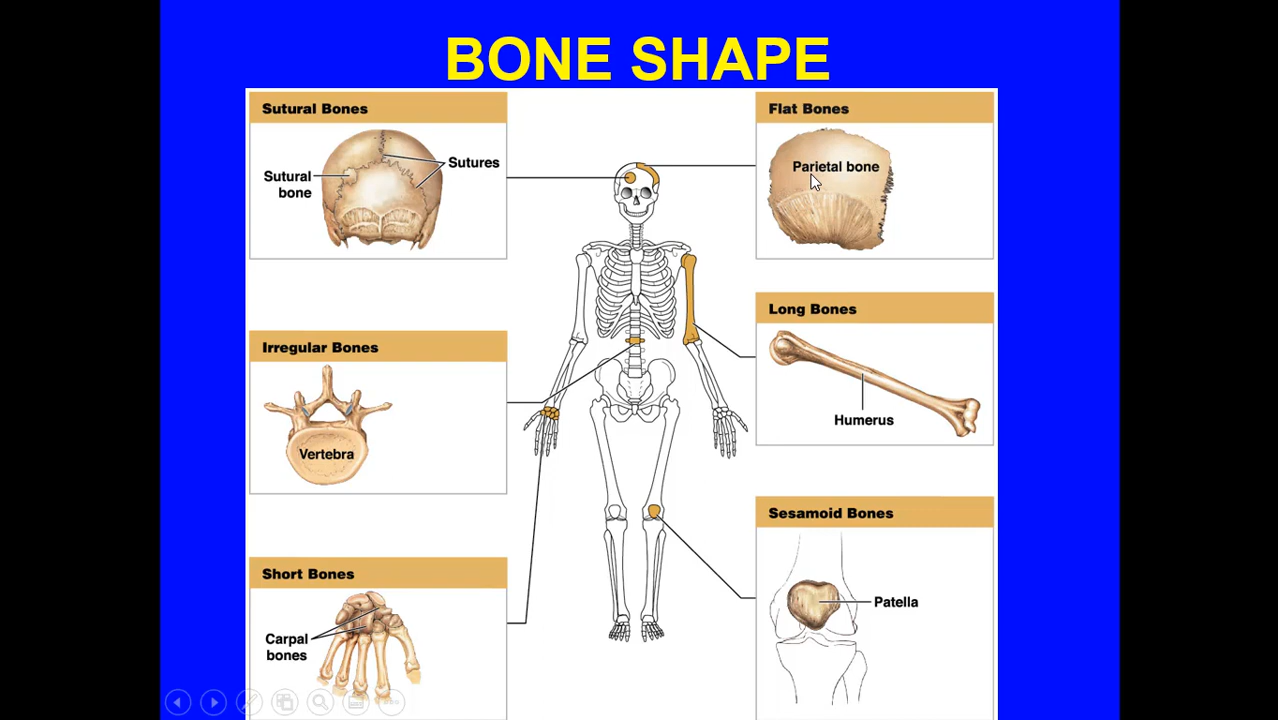 BONE SHAPE
Sutural Bones
Sutures
Sutural
bone
Flat Bones
Parietal bone
Irregular Bones
Vertebra
Long Bones
Humerus
Short Bones
Carpal
bones
Sesamoid Bones
Patella